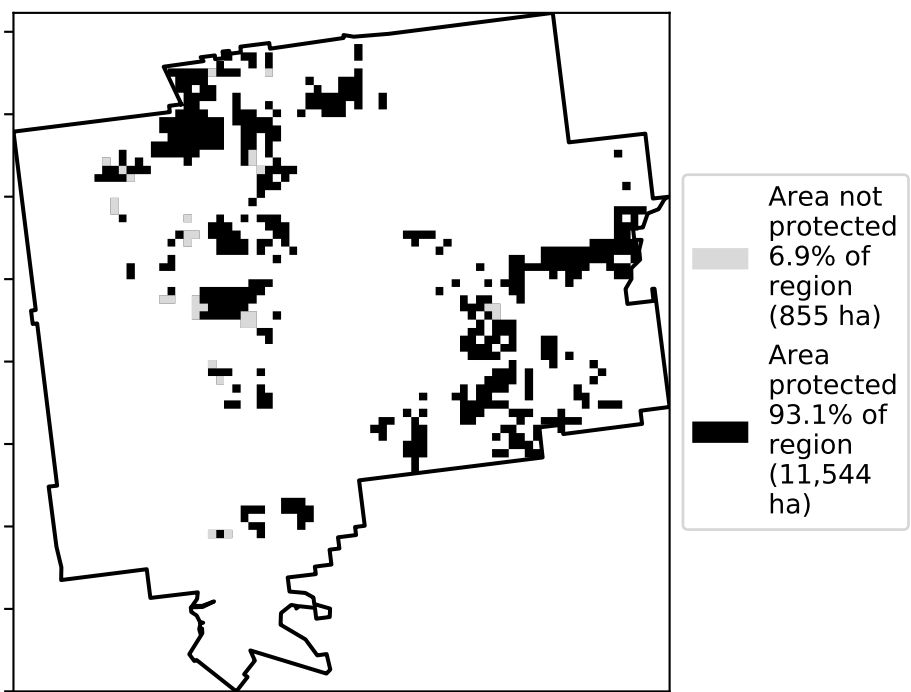 Area not
protected
6.9% of
region
(855 ha)
Area
protected
93.1% of
region
(11,544
ha)